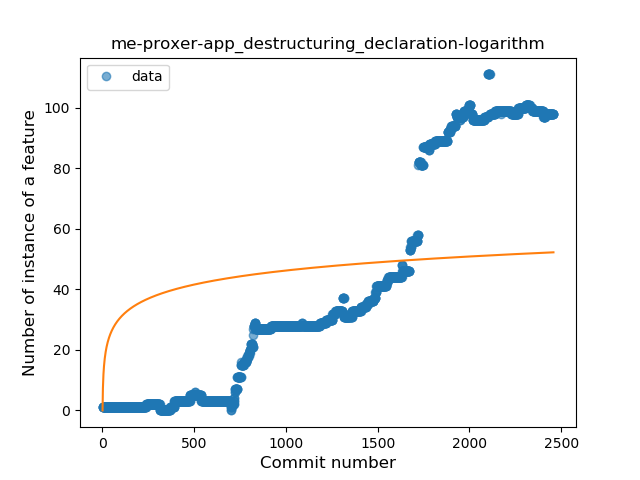 me-proxer-app_destructuring_declaration-logarithm
data
Number of instance of a feature
100
80
60
40
20
0
0 500 1000 1500 2000 2500
Commit number